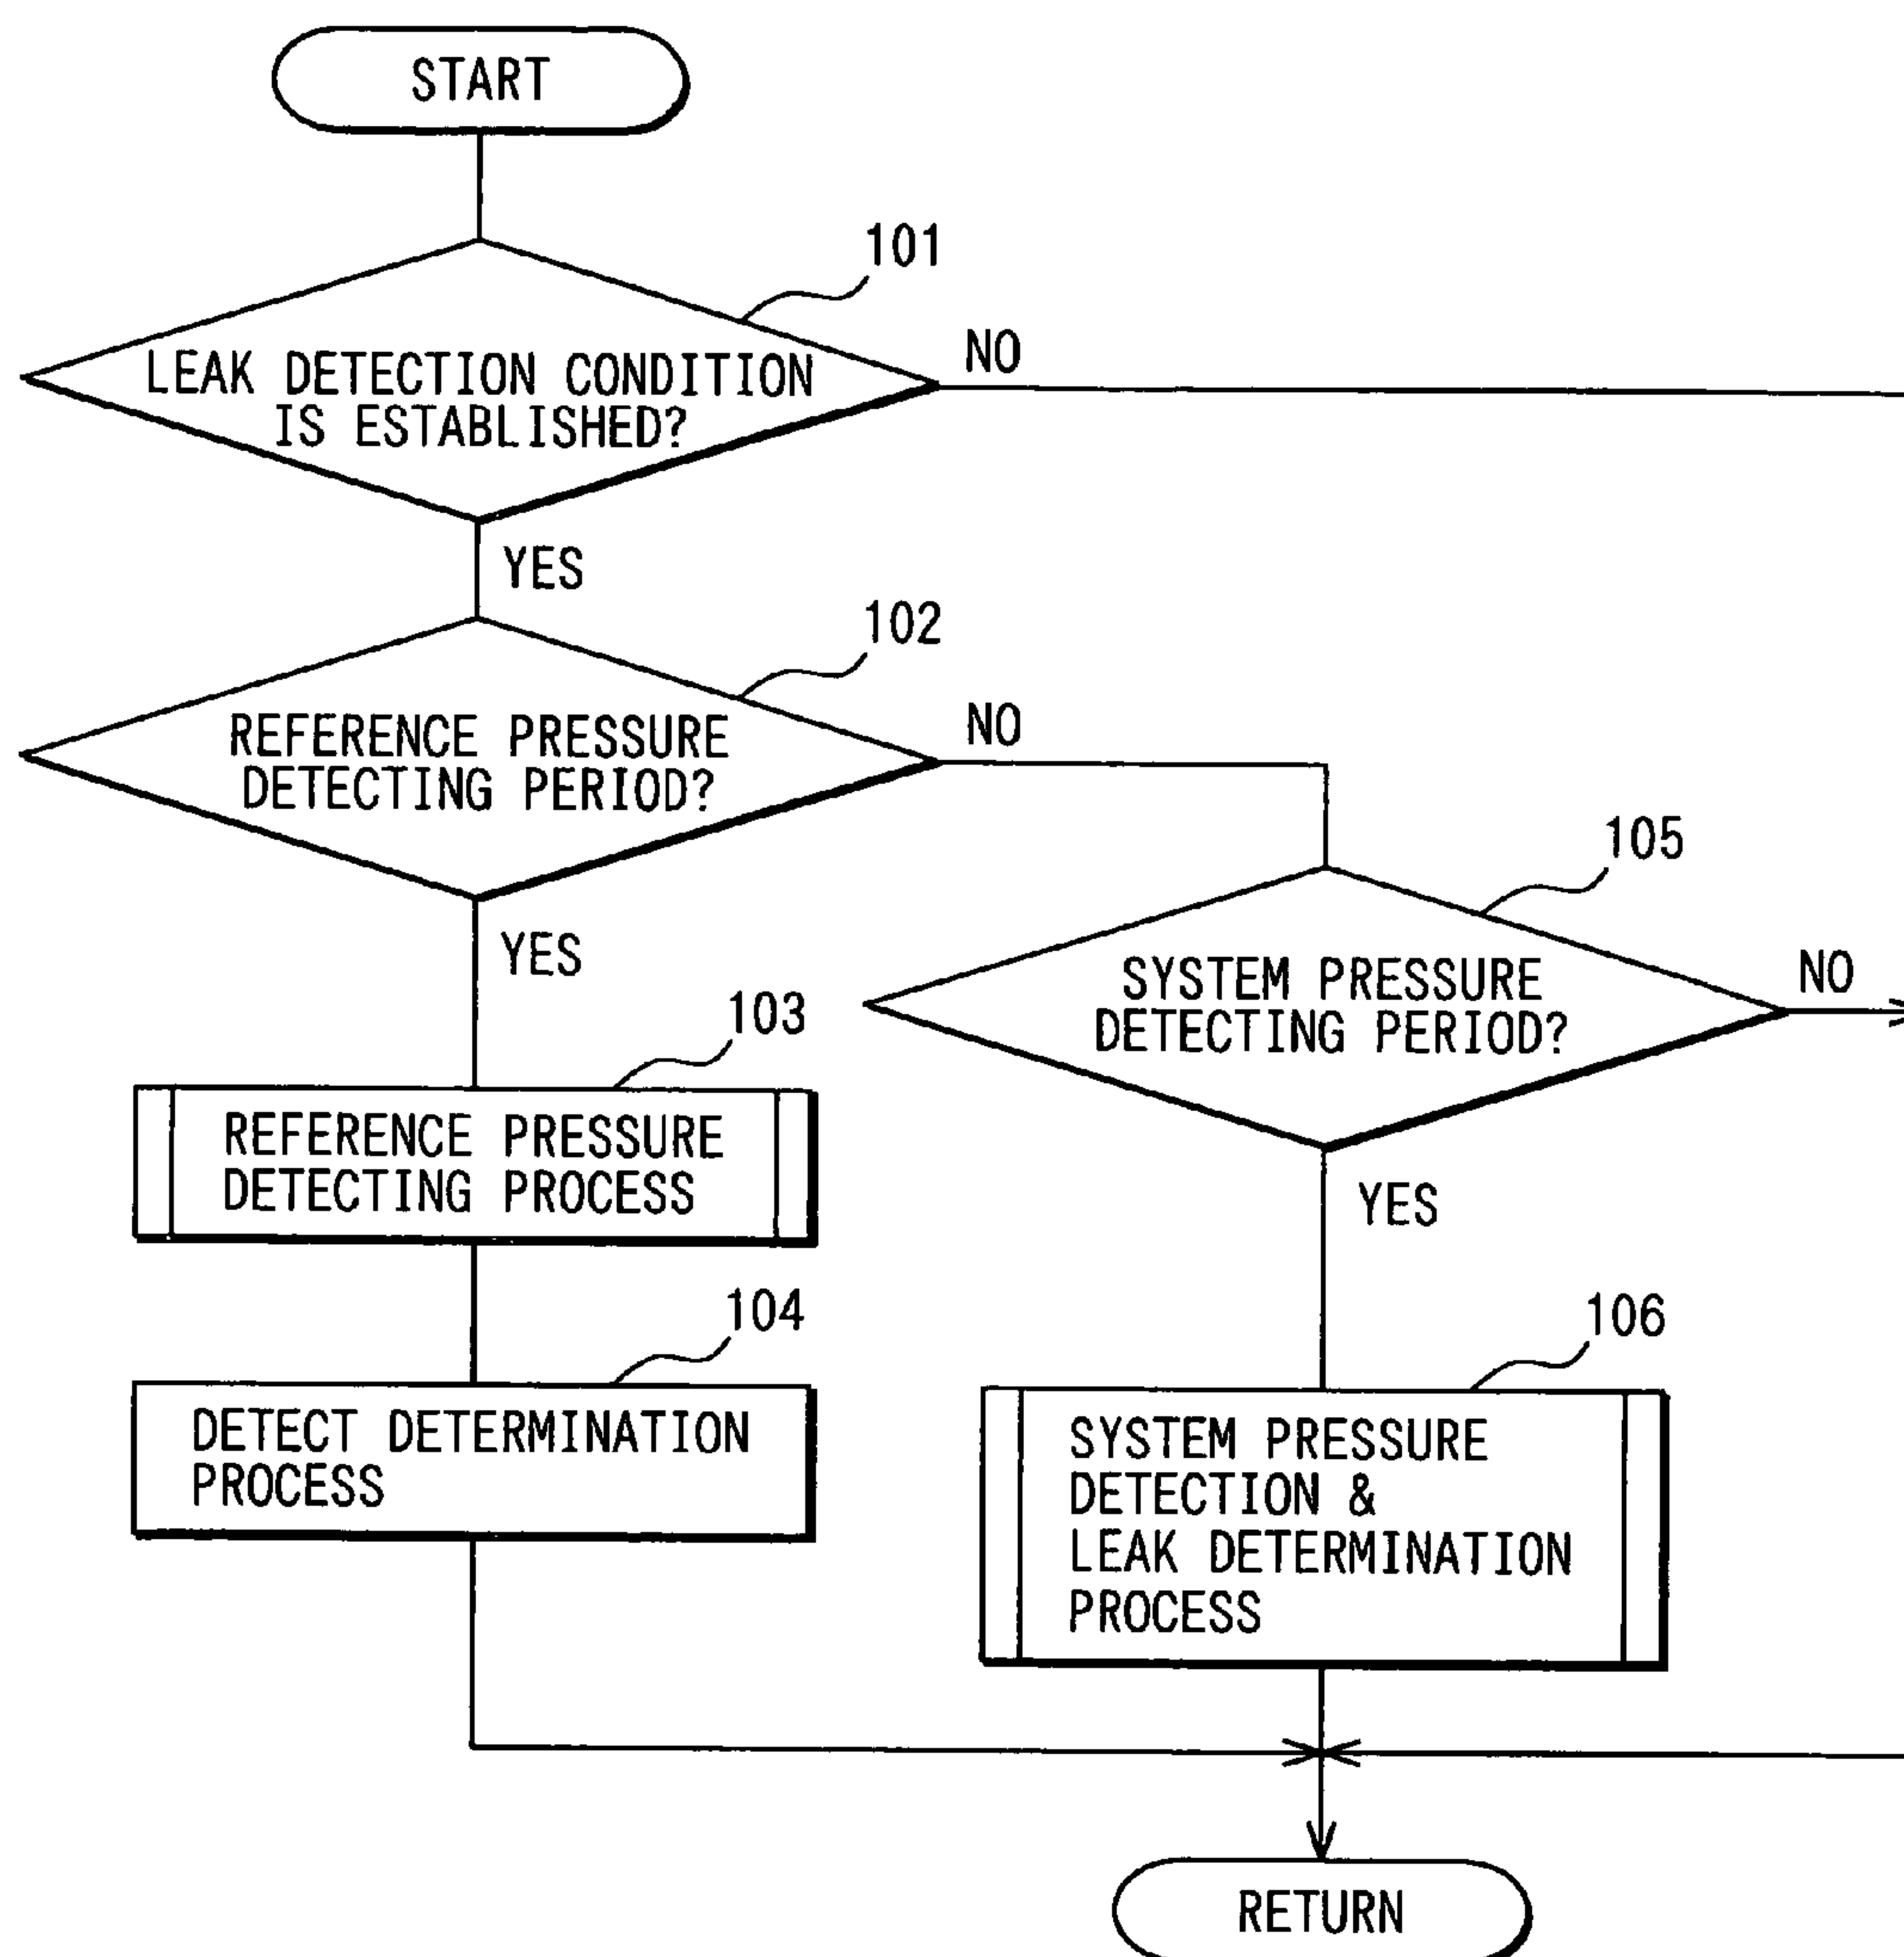 START
101
LEAK DETECTION CONDITION
IS ESTABLISHED?
NO
YES
102
REFERENCE PRESSURE
DETECTING PERIOD?
NO
YES
105
SYSTEM PRESSURE
DETECTING PERIOD?
NO
YES
103
REFERENCE PRESSURE
DETECTING PROCESS
104
DETECT DETERMINATION
PROCESS
106
SYSTEM PRESSURE
DETECTION &
LEAK DETERMINATION
PROCESS
RETURN